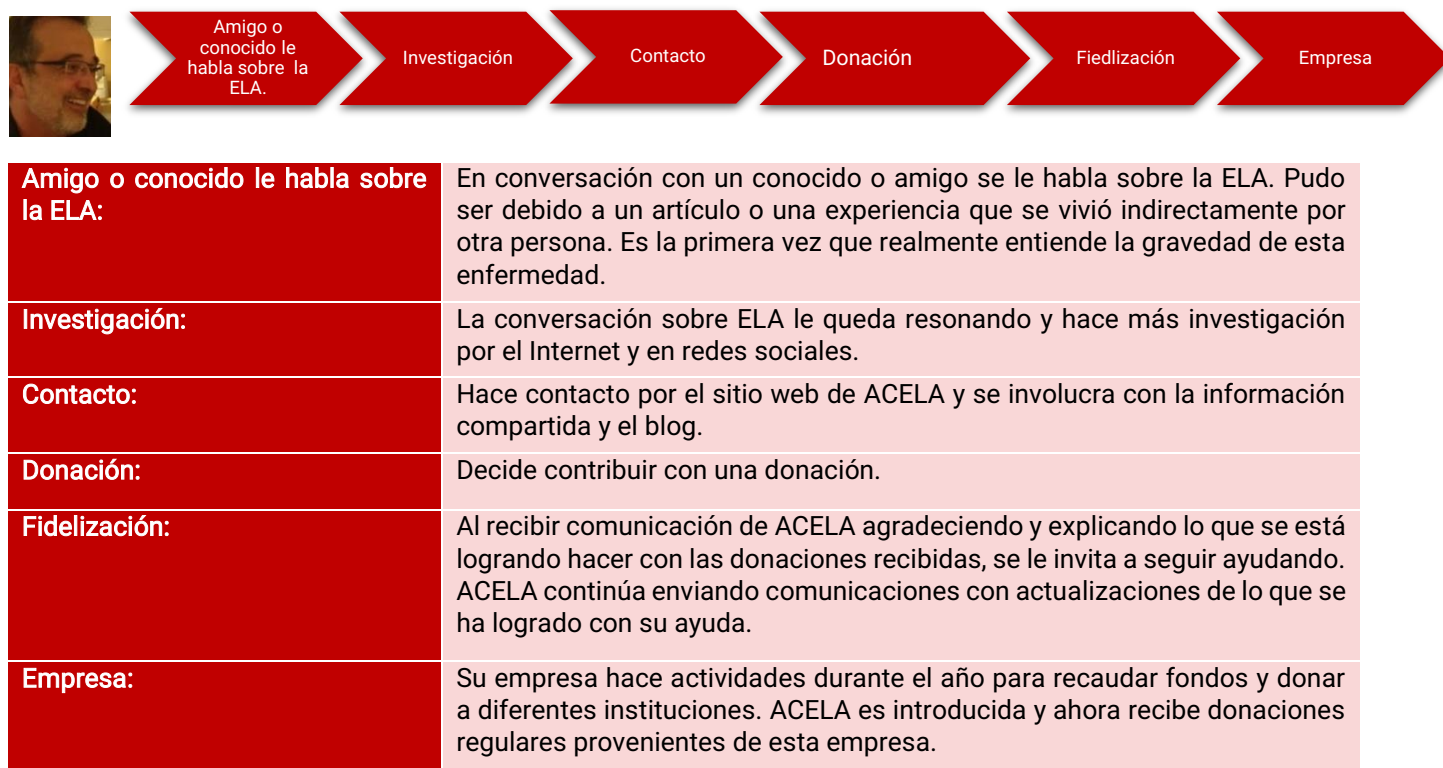 Amigo o
conocido le
habla sobre la
ELA.
Investigación
Contacto
Donación
Fiedlización
Empresa
Amigo o conocido le habla sobre
la ELA:
En conversación con un conocido o amigo se le habla sobre la ELA. Pudo
ser debido a un artículo o una experiencia que se vivió indirectamente por
otra persona. Es la primera vez que realmente entiende la gravedad de esta
enfermedad.
Investigación:
La conversación sobre ELA le queda resonando y hace más investigación
por el Internet y en redes sociales.
Contacto:
Hace contacto por el sitio web de ACELA y se involucra con la información
compartida y el blog.
Donación:
Decide contribuir con una donación.
Fidelización:
Al recibir comunicación de ACELA agradeciendo y explicando lo que se está
logrando hacer con las donaciones recibidas, se le invita a seguir ayudando.
ACELA continúa enviando comunicaciones con actualizaciones de lo que se
ha logrado con su ayuda.
Empresa:
Su empresa hace actividades durante el año para recaudar fondos y donar
a diferentes instituciones. ACELA es introducida y ahora recibe donaciones
regulares provenientes de esta empresa.